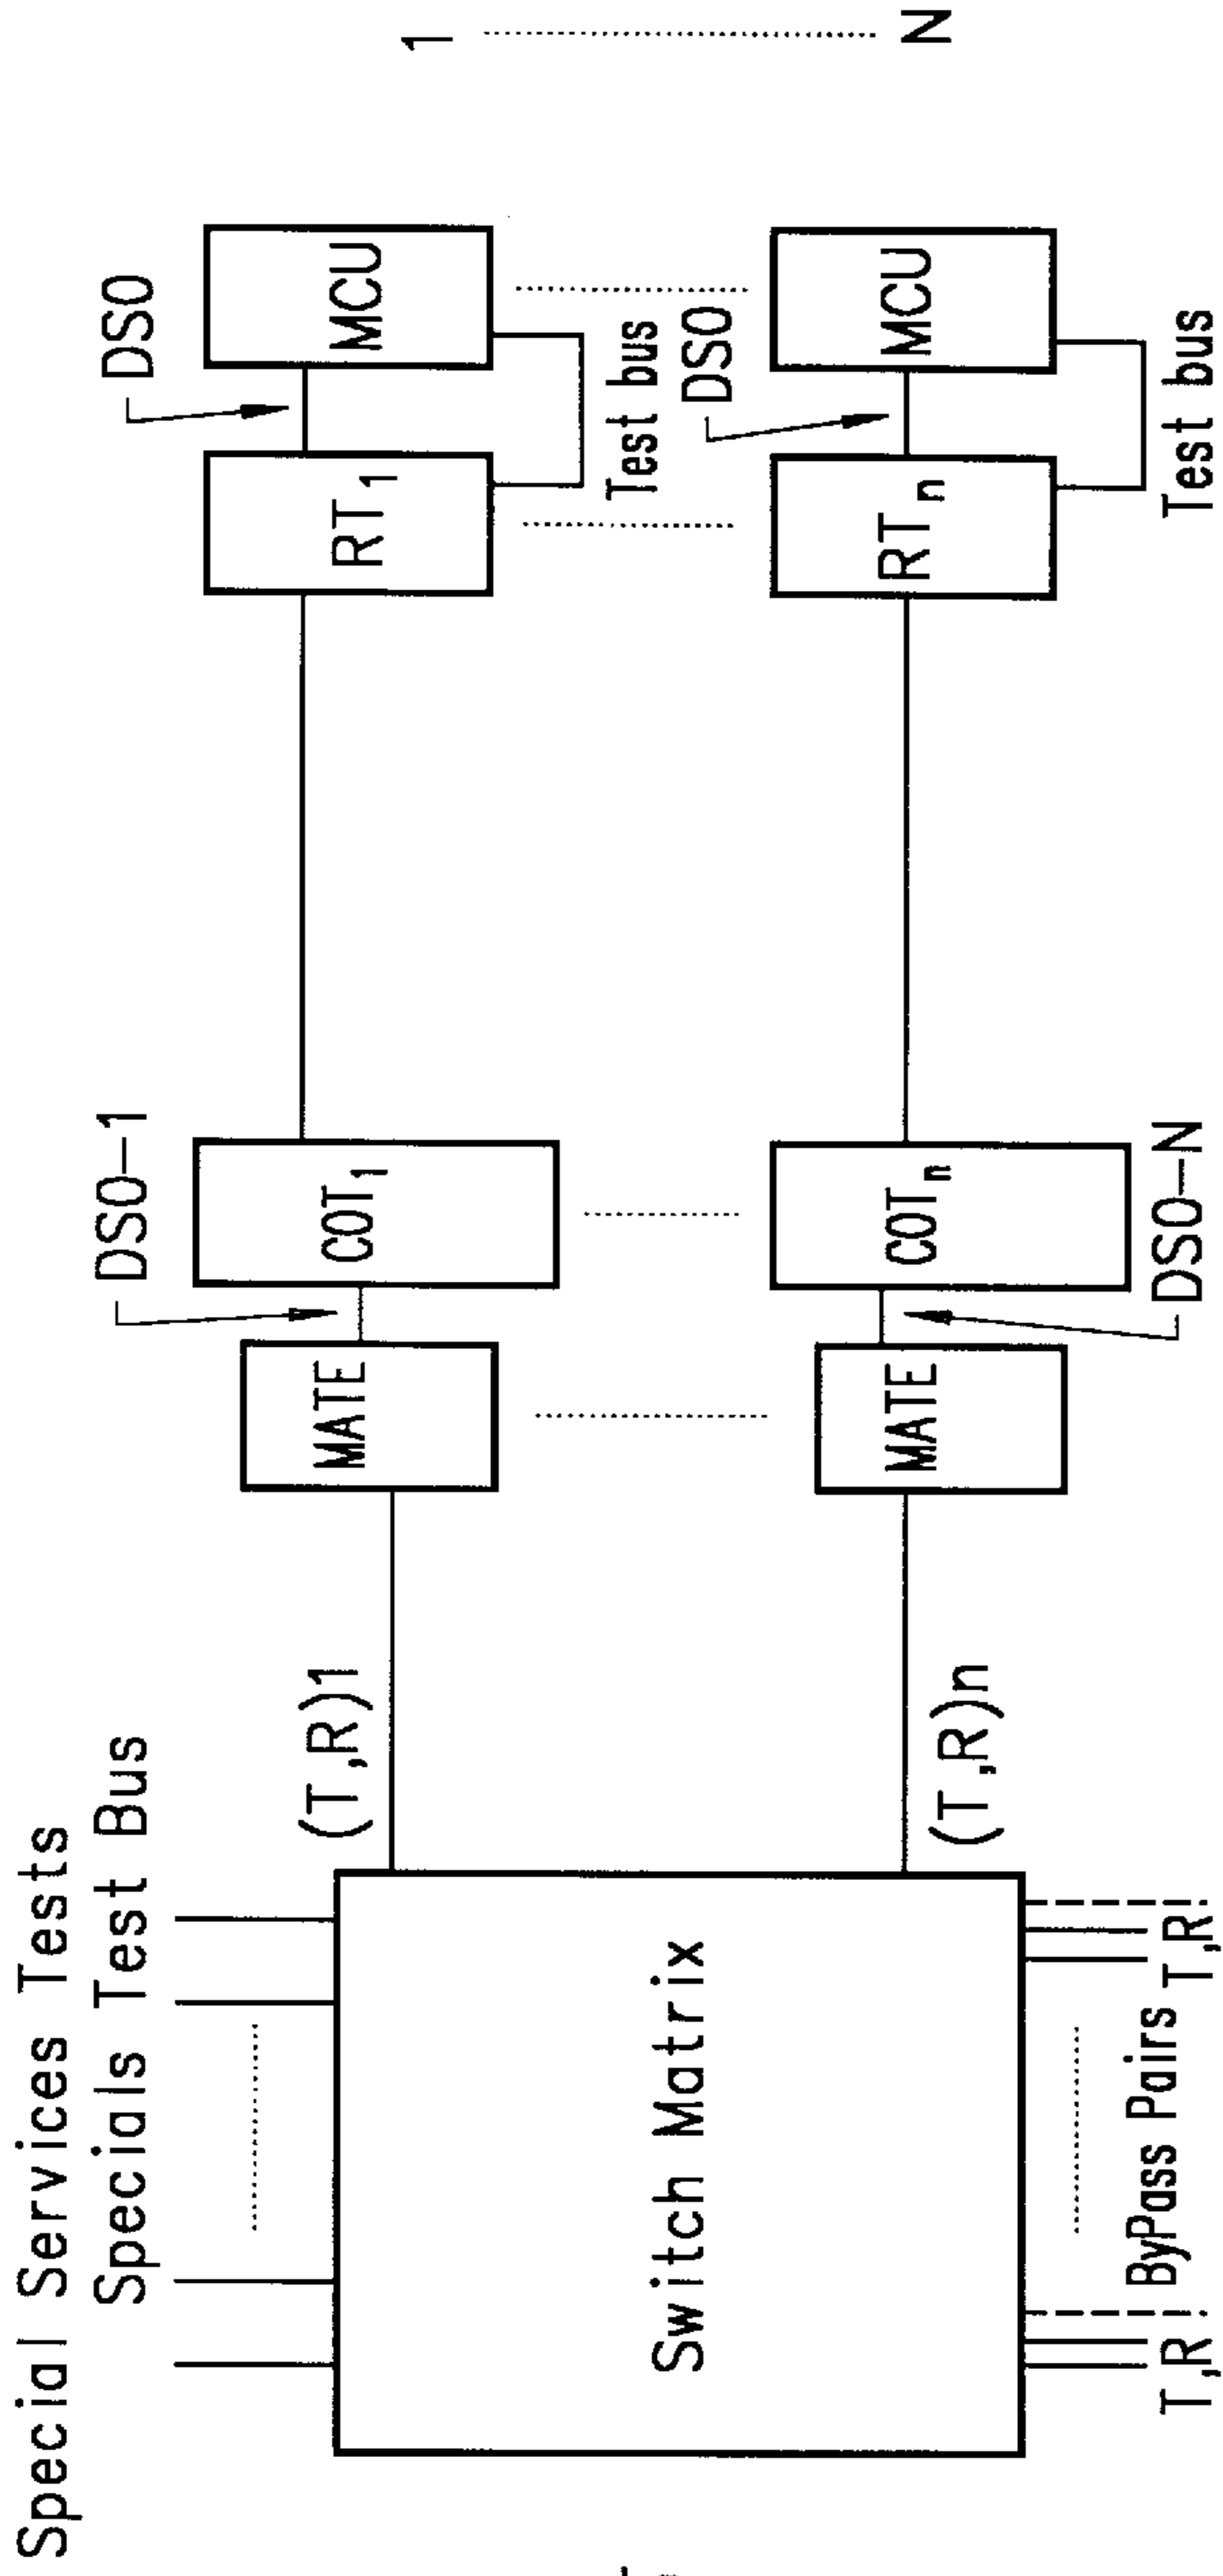 Special Services Tests
Specials Test Bus
DS0-1
DS0
1
(T,R)1
MATE
COT1
RT1
MCU
Test bus
Switch Matrix
DS0
(T,R)n
MATE
COTn
RTn
MCU
N
DS0-N
Test bus
T,R
ByPass Pairs
T,R